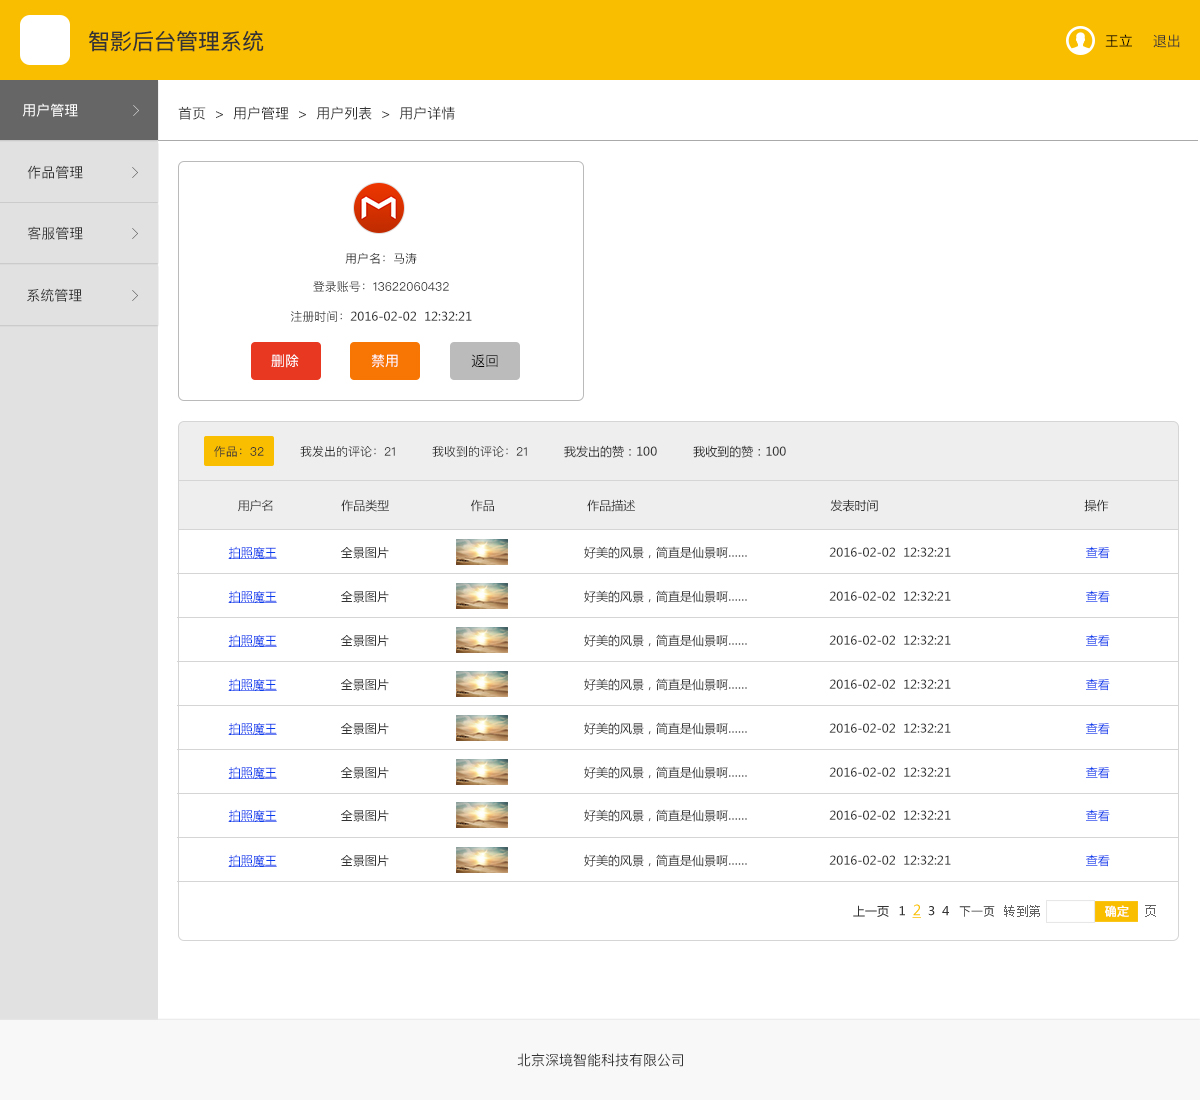 智影后台管理系统
王立 退出
用户管理
作品管理
客服管理
系统管理
首页 > 用户管理 > 用户列表 > 用户详情
用户名：马涛
登录账号：13622060432
注册时间：2016-02-02 12:32:21
删除 禁用 返回
作品：32 我发出的评论：21 我收到的评论：21 我发出的赞：100 我收到的赞：100
用户名 作品类型 作品 作品描述 发表时间 操作
拍照魔王 全景图片 好美的风景，简直是仙景啊...... 2016-02-02 12:32:21 查看
拍照魔王 全景图片 好美的风景，简直是仙景啊...... 2016-02-02 12:32:21 查看
拍照魔王 全景图片 好美的风景，简直是仙景啊...... 2016-02-02 12:32:21 查看
拍照魔王 全景图片 好美的风景，简直是仙景啊...... 2016-02-02 12:32:21 查看
拍照魔王 全景图片 好美的风景，简直是仙景啊...... 2016-02-02 12:32:21 查看
拍照魔王 全景图片 好美的风景，简直是仙景啊...... 2016-02-02 12:32:21 查看
拍照魔王 全景图片 好美的风景，简直是仙景啊...... 2016-02-02 12:32:21 查看
拍照魔王 全景图片 好美的风景，简直是仙景啊...... 2016-02-02 12:32:21 查看
上一页 1 2 3 4 下一页 转到第 确定 页
北京深境智能科技有限公司